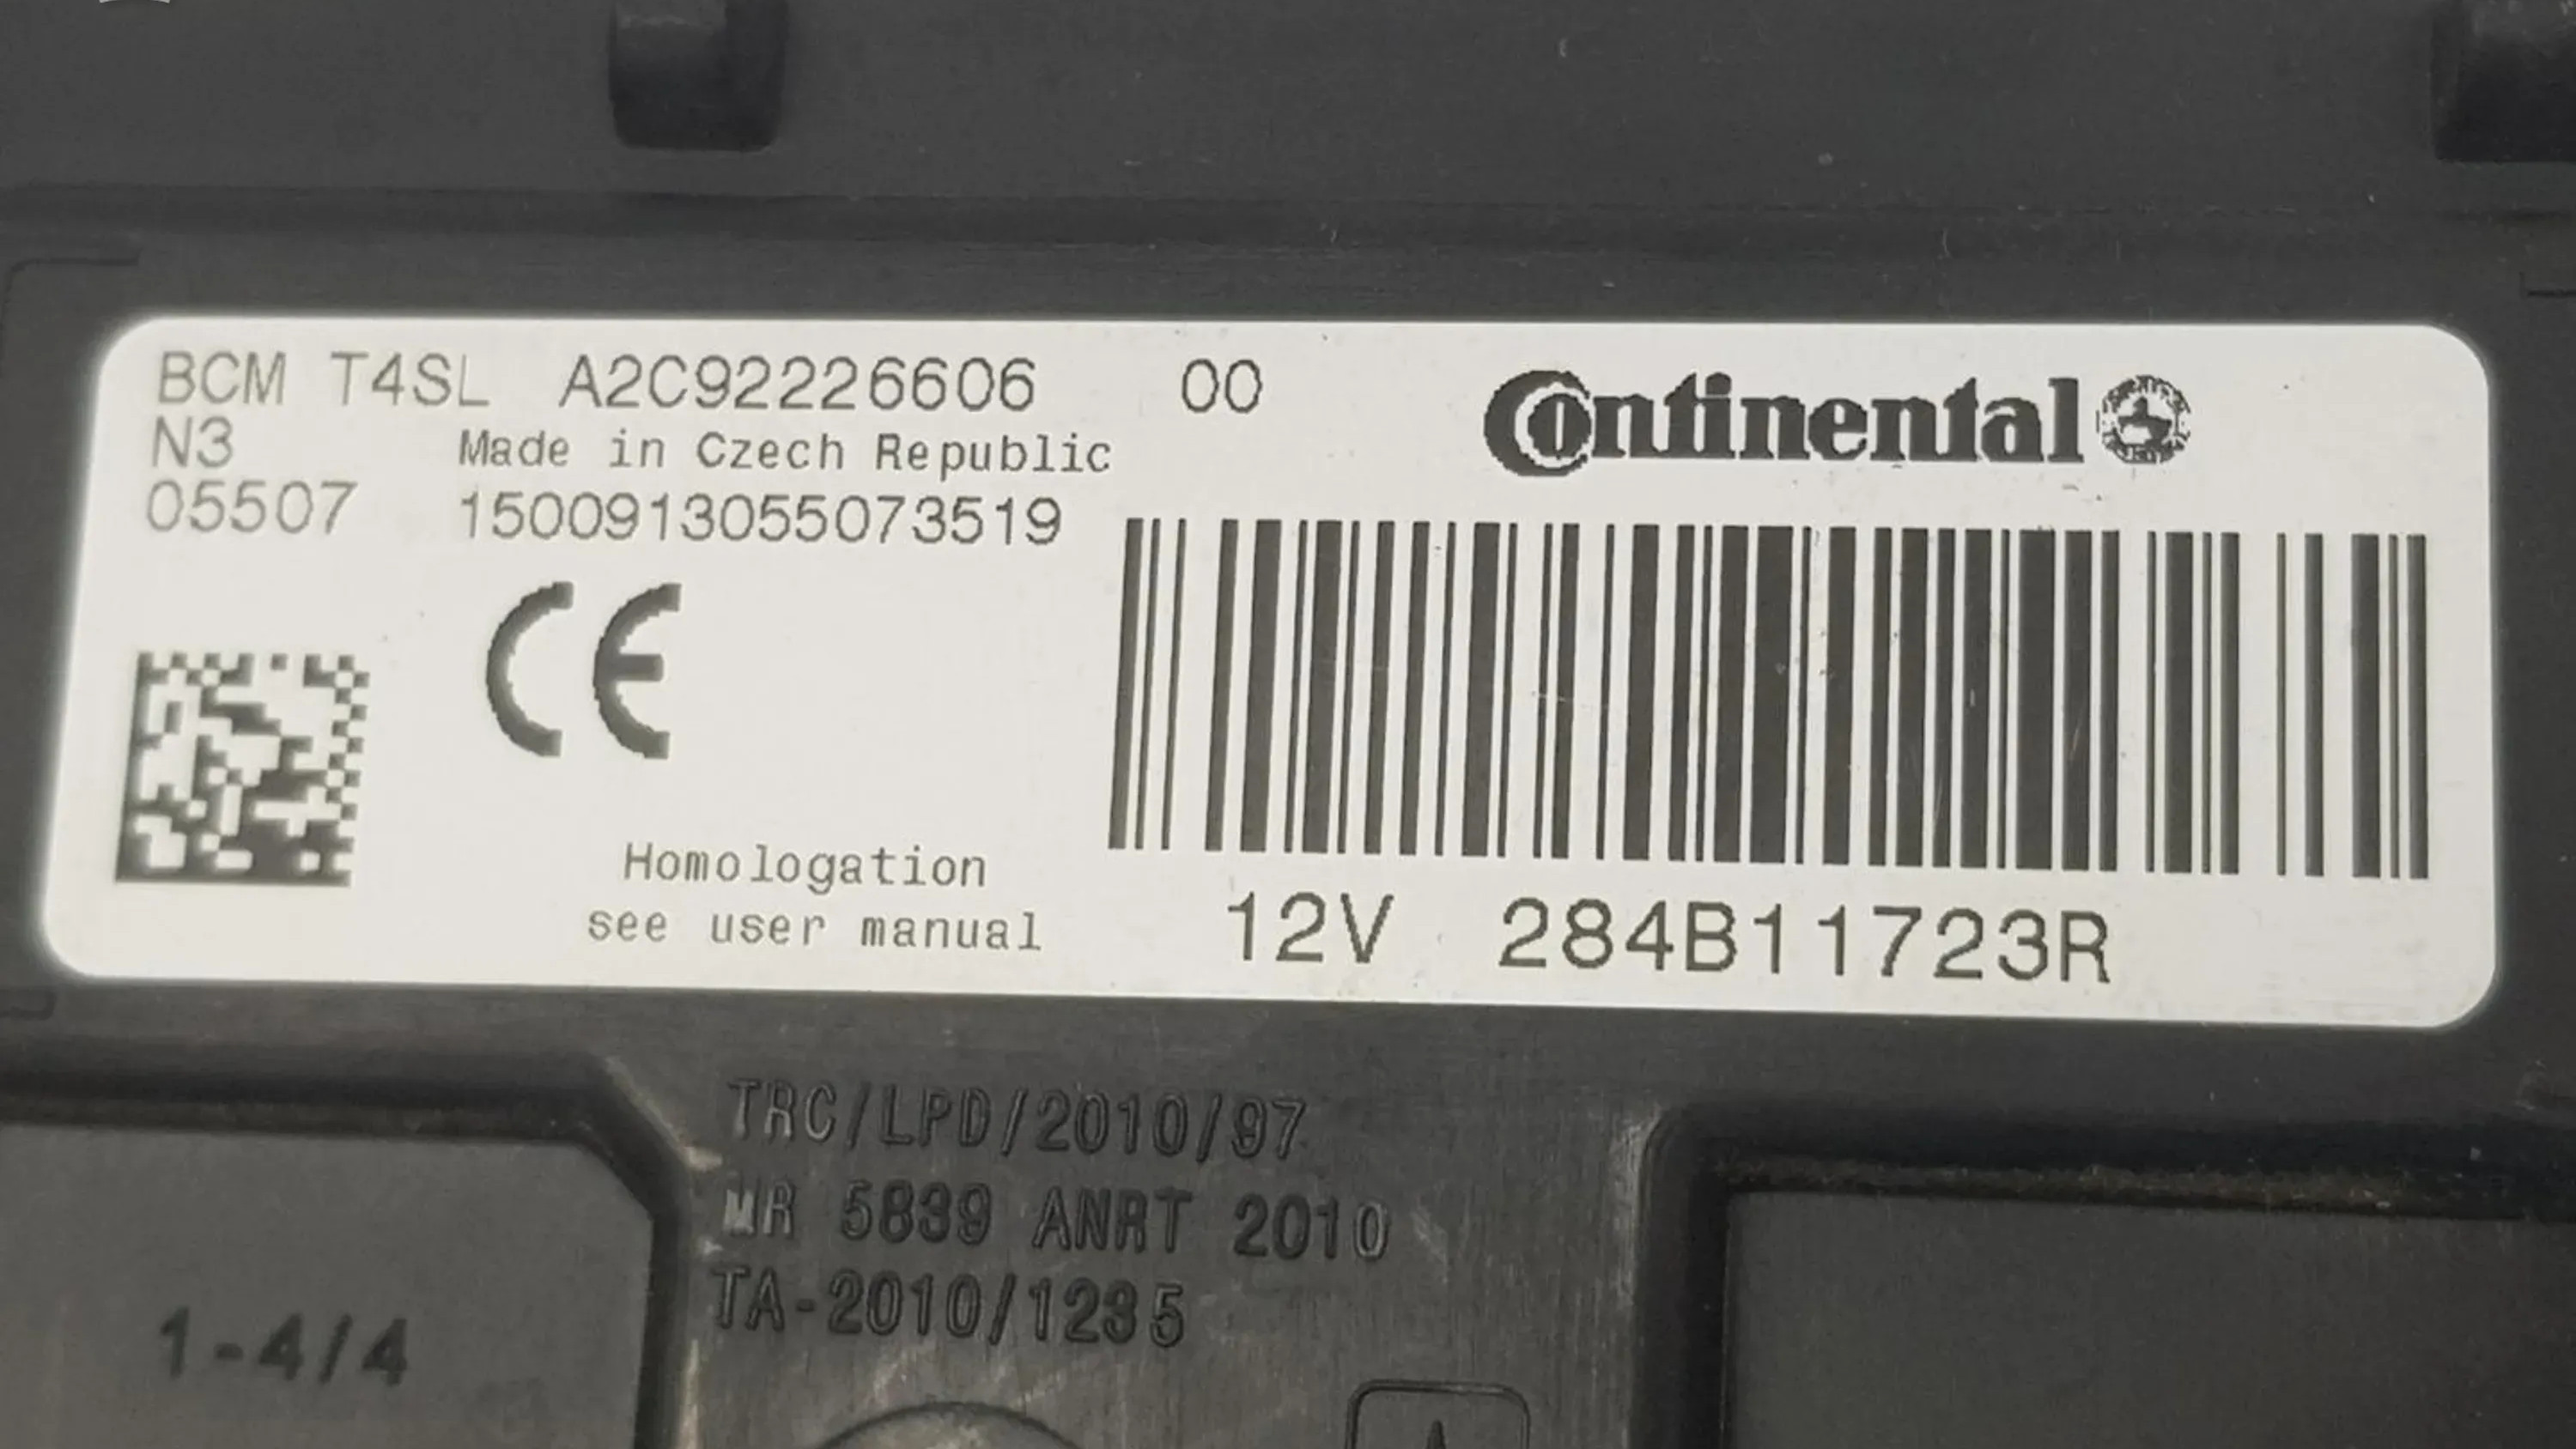 BCM T4SL A2C92226606 00
Continental
N3 Made in Czech Republic
05507 1500913055073519
CE
Homologation
see user manual
12V 284B11723R
TRC/LPD/2010/97
MR 5839 ANRT 2010
TA-2010/1235
1-4/4